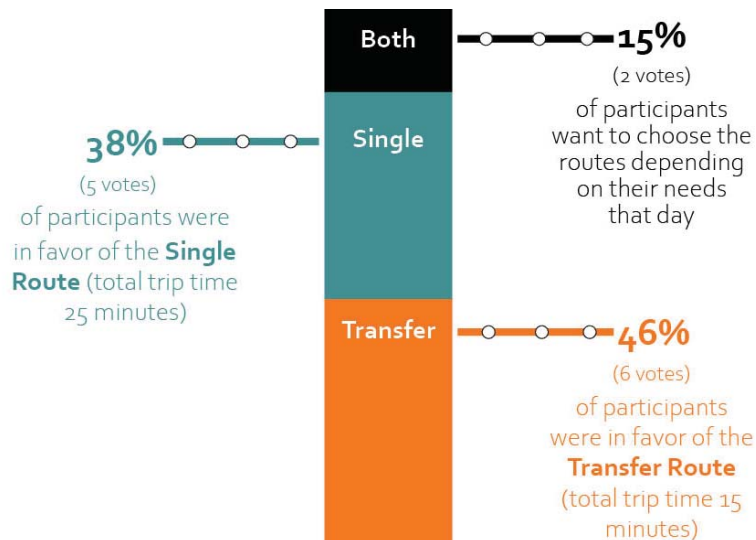 Both
15%
(2 votes)
of participants
want to choose the
routes depending
on their needs
that day
38%
(5 votes)
of participants were
in favor of the Single
Route (total trip time
25 minutes)
Single
Transfer
46%
(6 votes)
of participants
were in favor of the
Transfer Route
(total trip time 15
minutes)